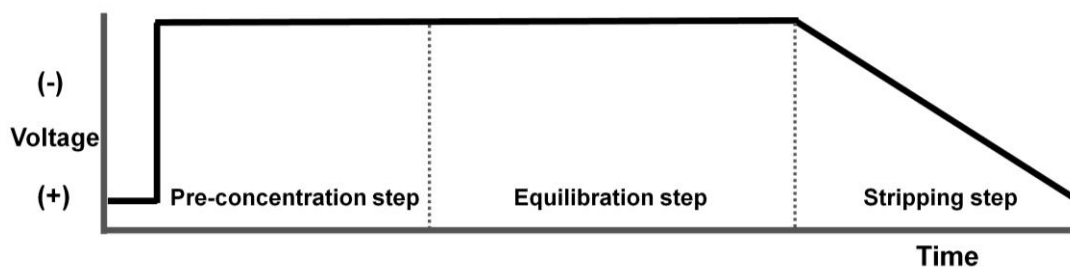 (-)
Voltage
(+)
Pre-concentration step
Equilibration step
Stripping step
Time